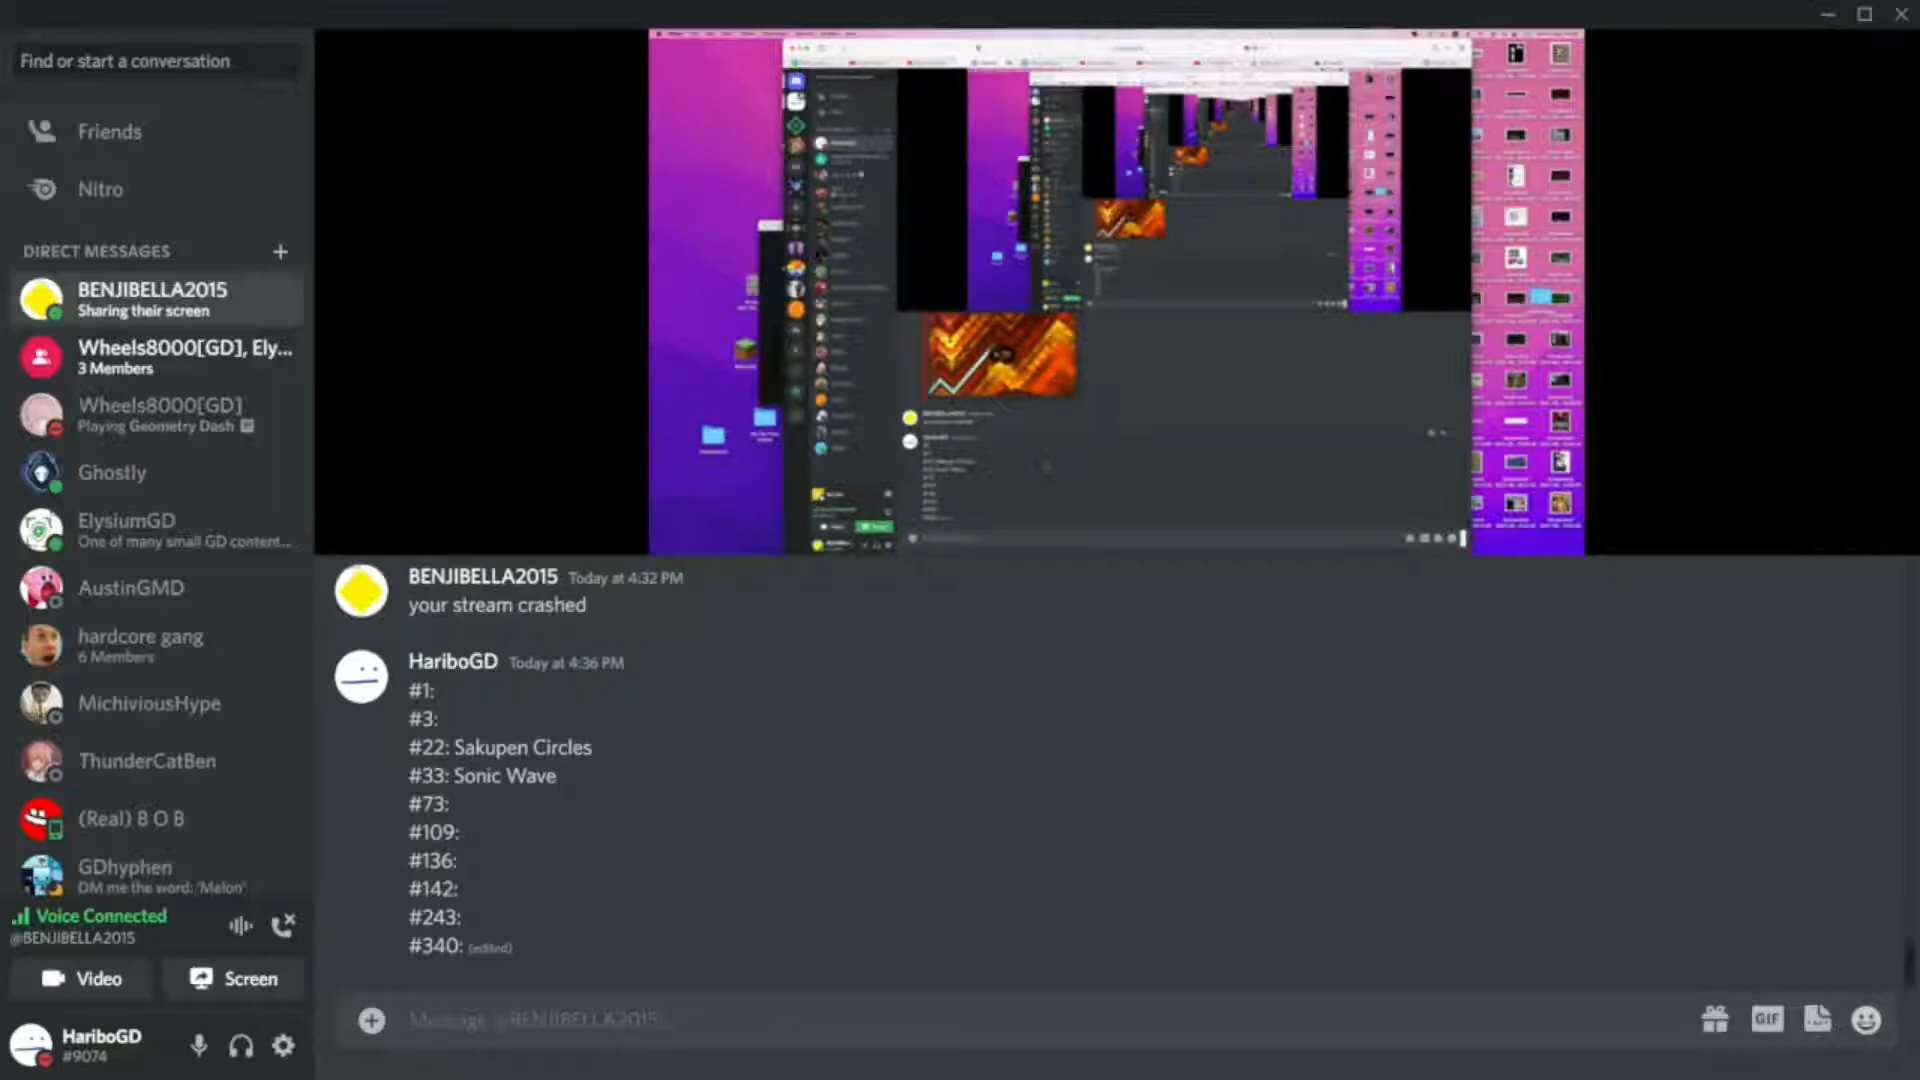 Find or start a conversation
Friends
Nitro
DIRECT MESSAGES
BENJIBELLA2015
Sharing their screen
Wheels8000[GD], Ely...
3 Members
Wheels8000[GD]
Playing Geometry Dash
Ghostly
ElysiumGD
One of many small GD content...
AustinGMD
hardcore gang
6 Members
MichiviousHype
ThunderCatBen
(Real) B O B
GDhyphen
DM me the word: 'Melon'
Voice Connected
@BENJIBELLA2015
Video
Screen
HariboGD
#9074
BENJIBELLA2015 Today at 4:32 PM
your stream crashed
HariboGD Today at 4:36 PM
#1:
#3:
#22: Sakupen Circles
#33: Sonic Wave
#73:
#109:
#136:
#142:
#243:
#340: (edited)
Message @BENJIBELLA2015
GIF